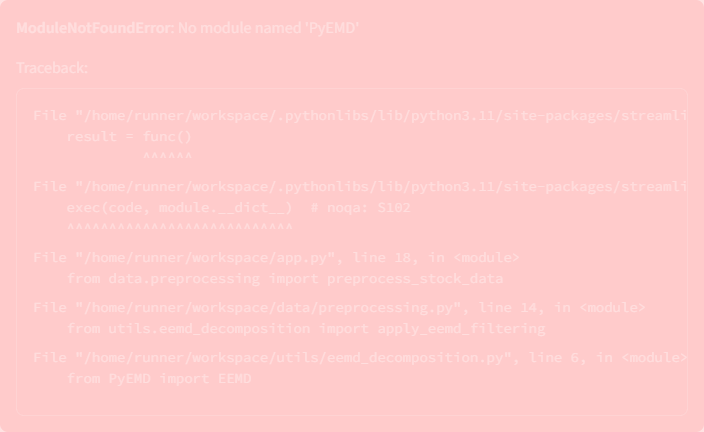 ModuleNotFoundError: No module named 'PyEMD'
Traceback:
File "/home/runner/workspace/.pythonlibs/lib/python3.11/site-packages/streamli
result = func()
^^^^^^
File "/home/runner/workspace/.pythonlibs/lib/python3.11/site-packages/streamli
exec(code, module.__dict__)  # noqa: S102
^^^^^^^^^^^^^^^^^^^^^^^^^^^
File "/home/runner/workspace/app.py", line 18, in <module>
from data.preprocessing import preprocess_stock_data
File "/home/runner/workspace/data/preprocessing.py", line 14, in <module>
from utils.eemd_decomposition import apply_eemd_filtering
File "/home/runner/workspace/utils/eemd_decomposition.py", line 6, in <module>
from PyEMD import EEMD